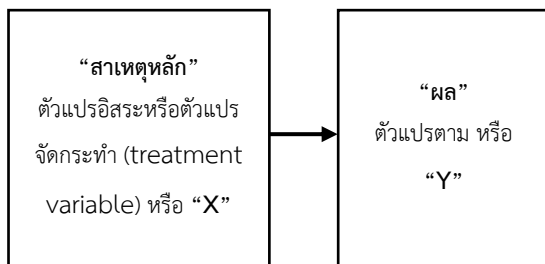 “สาเหตุหลัก”
ตัวแปรอิสระหรือตัวแปร
จัดกระทำ (treatment
variable) หรือ “X”
“ผล”
ตัวแปรตาม หรือ
“Y”